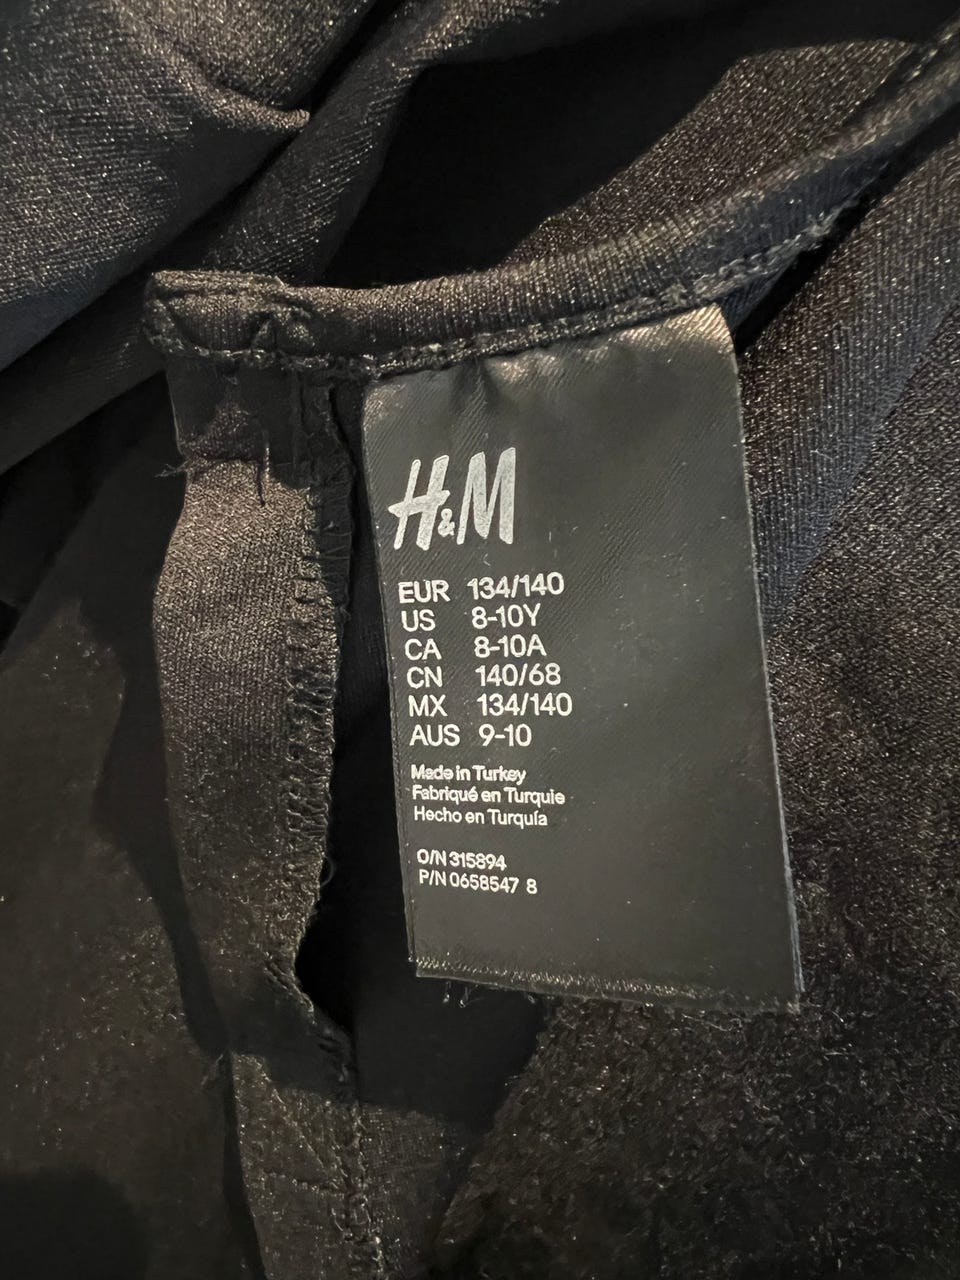 H&M
EUR 134/140
US 8-10Y
CA 8-10A
CN 140/68
MX 134/140
AUS 9-10
Made in Turkey
Fabriqué en Turquie
Hecho en Turquía
O/N 315894
P/N 0658547 8